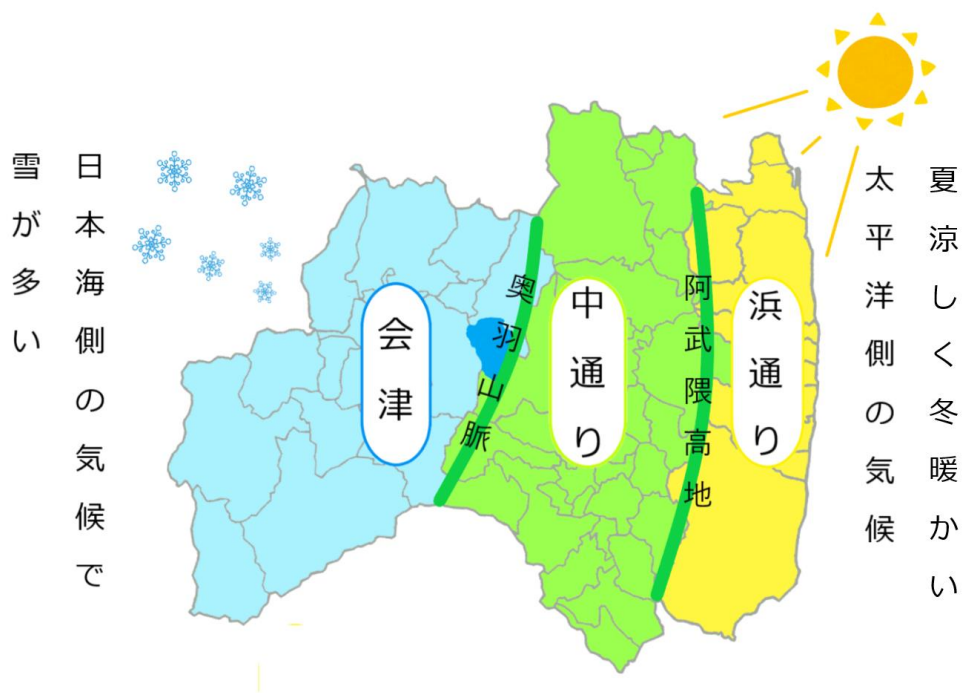 夏涼しく冬暖かい
太平洋側の気候
浜通り
阿武隈高地
中通り
奥羽山脈
会津
日本海側の気候で
雪が多い